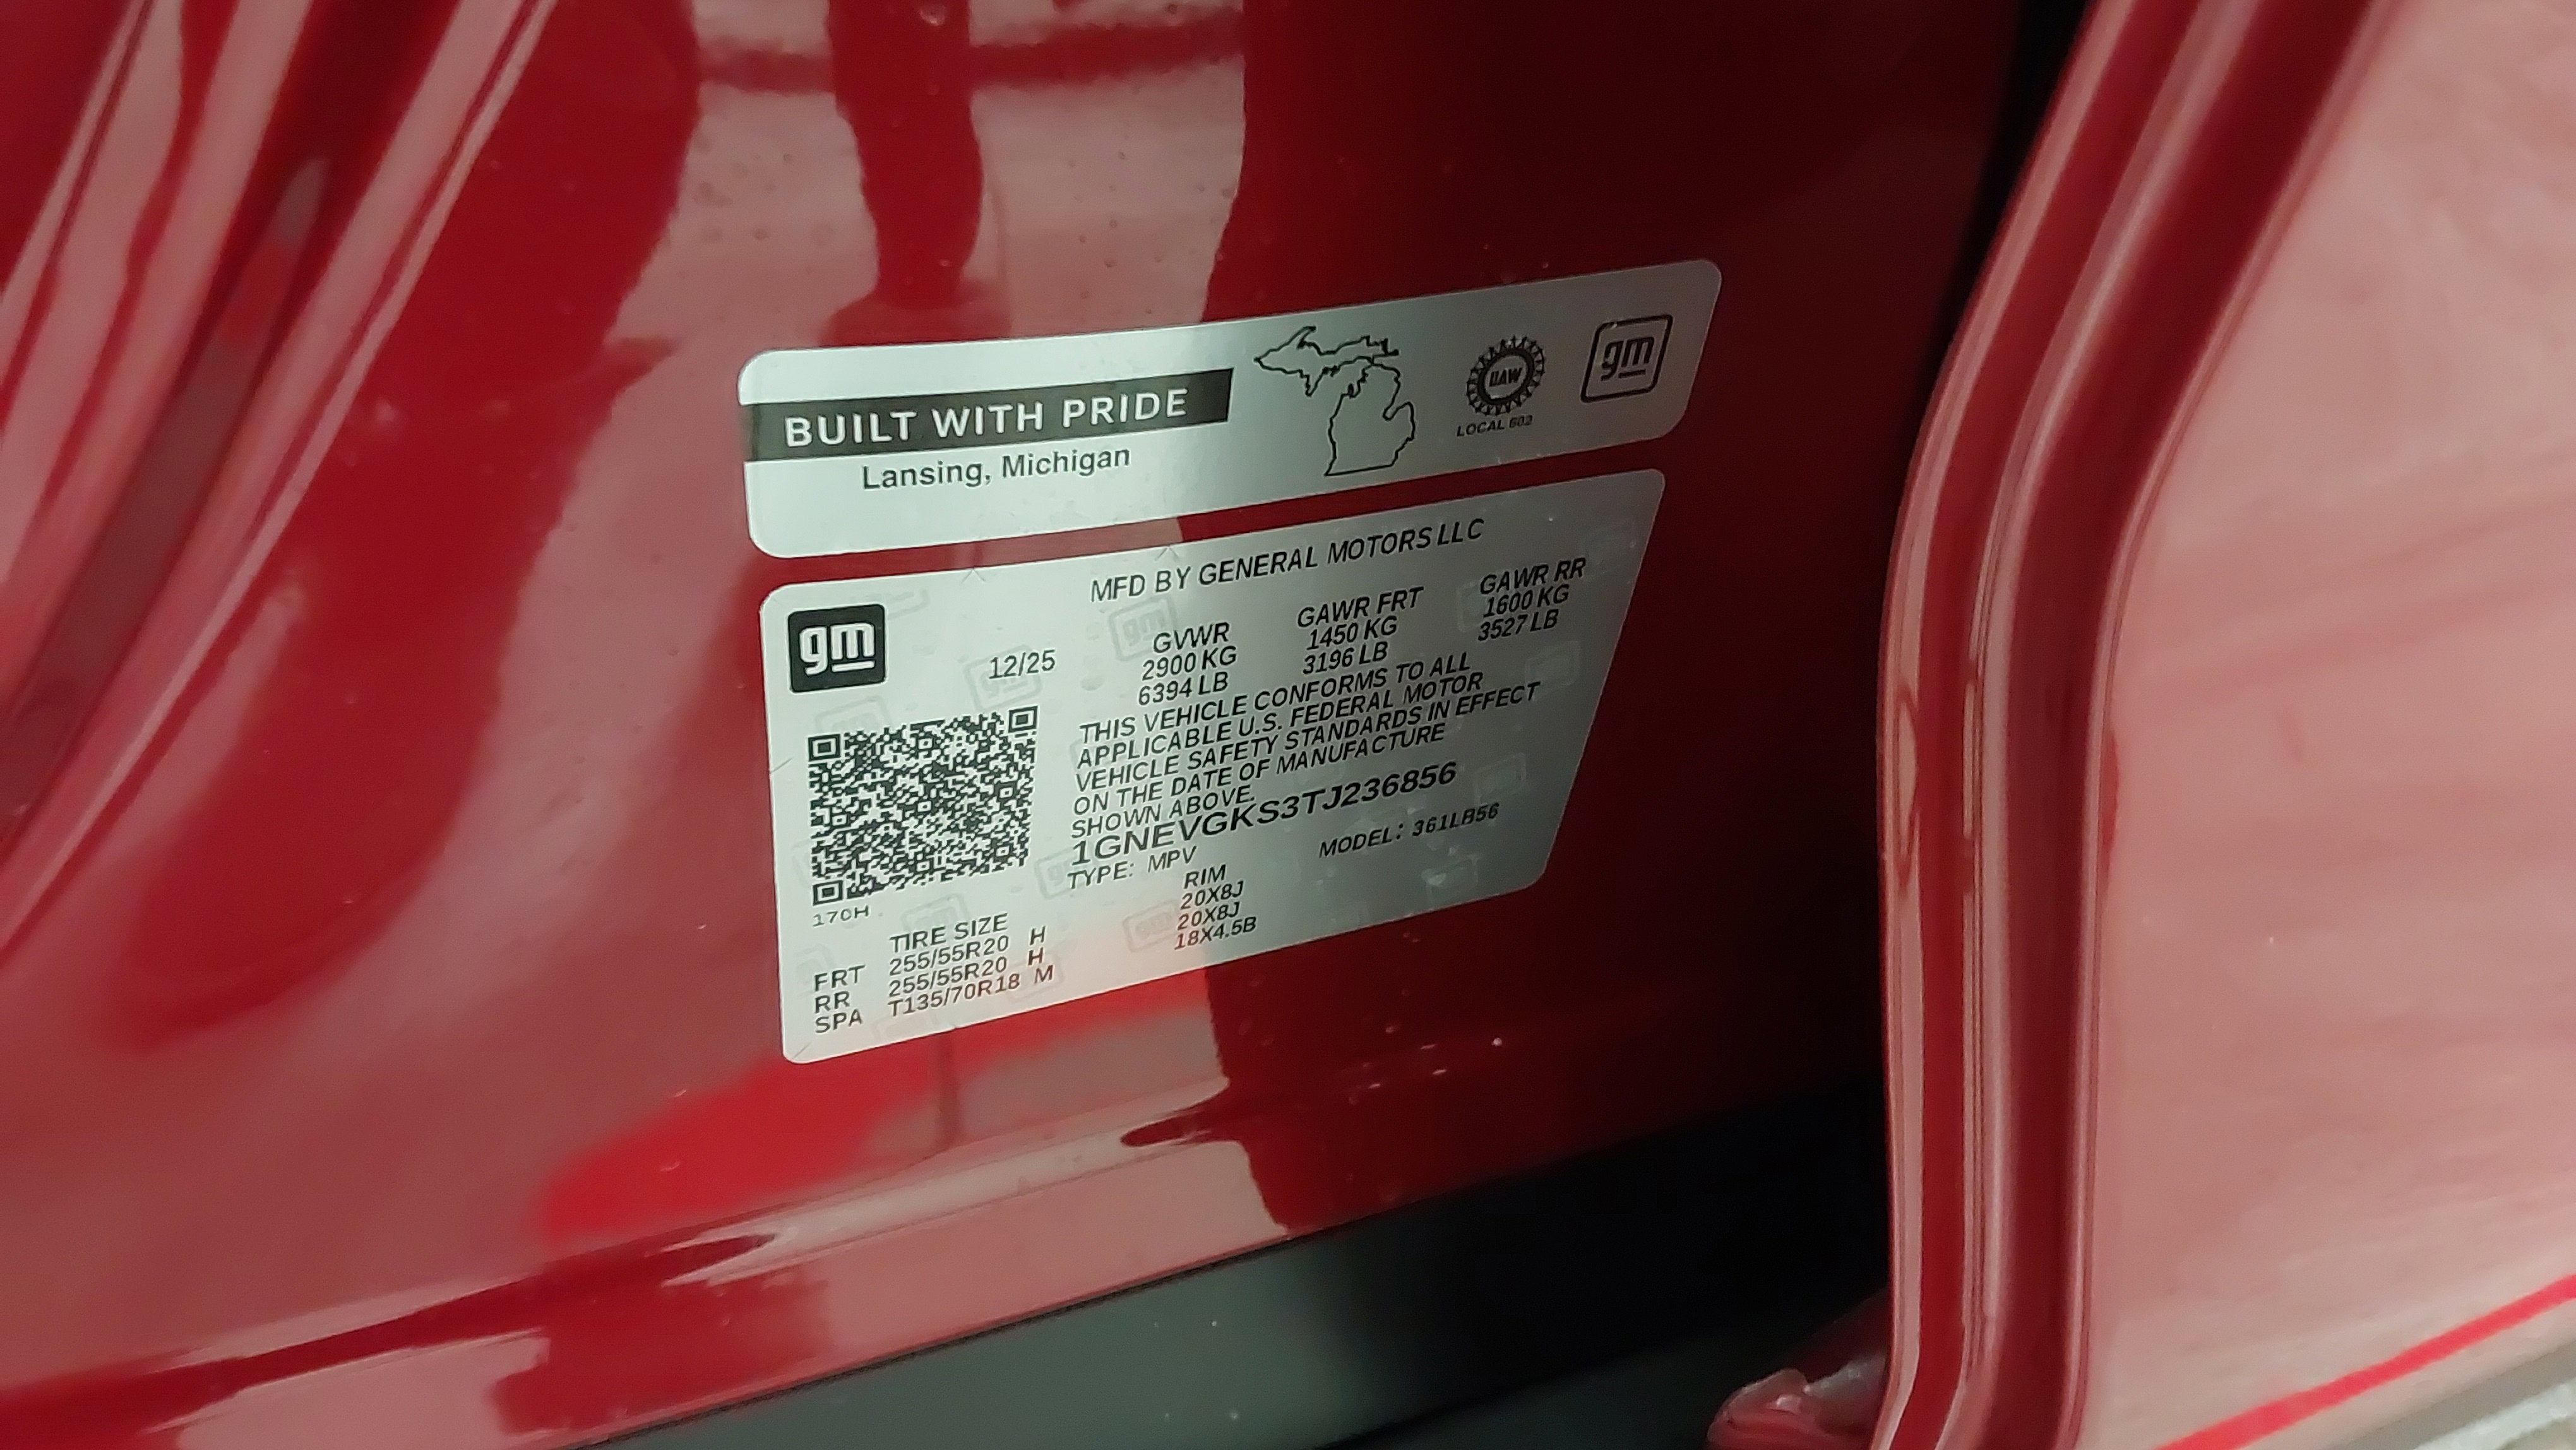 BUILT WITH PRIDE
Lansing, Michigan
UAW
LOCAL 602
gm
gm
MFD BY GENERAL MOTORS LLC
12/25
GVWR GAWR FRT GAWR RR
2900 KG 1450 KG 1600 KG
6394 LB 3196 LB 3527 LB
THIS VEHICLE CONFORMS TO ALL
APPLICABLE U.S. FEDERAL MOTOR
VEHICLE SAFETY STANDARDS IN EFFECT
ON THE DATE OF MANUFACTURE
SHOWN ABOVE.
1GNEVGKS3TJ236856
TYPE: MPV MODEL: 361LB56
170H
TIRE SIZE RIM
FRT 255/55R20 H 20X8J
RR 255/55R20 H 20X8J
SPA T135/70R18 M 18X4.5B